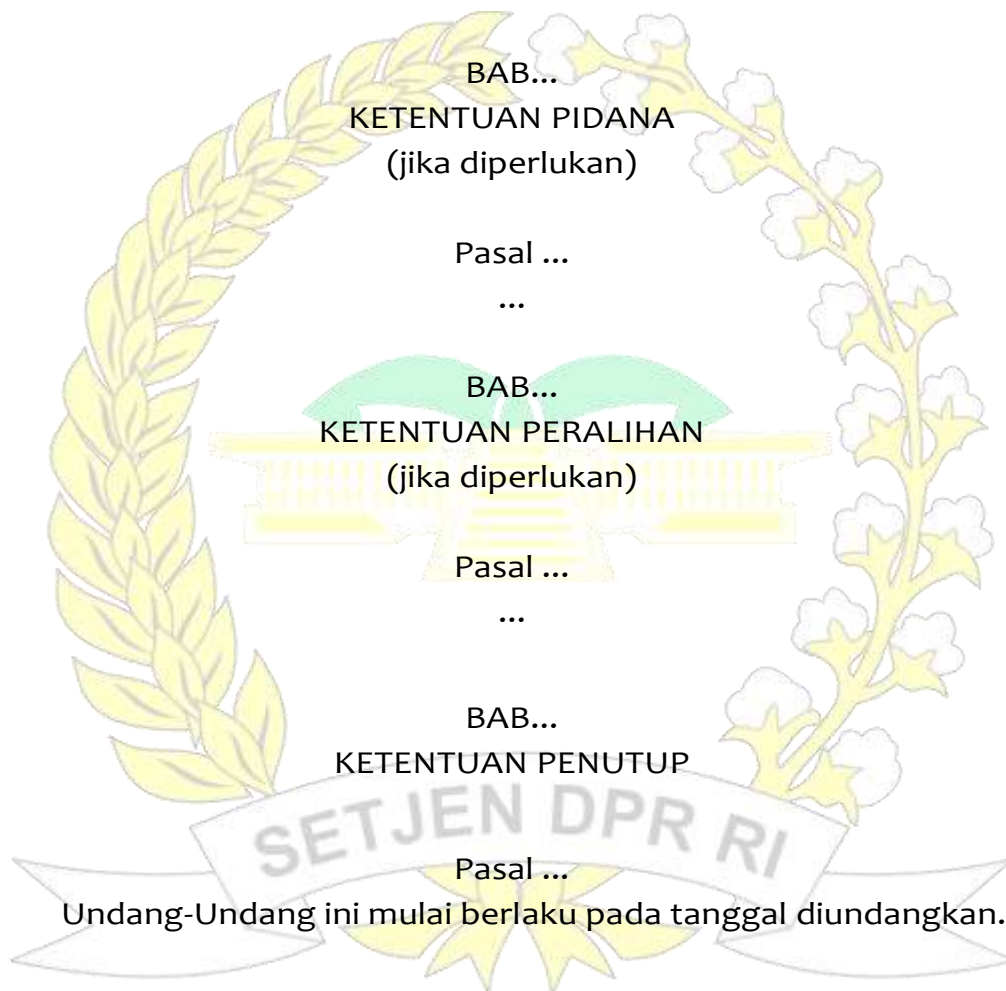 BAB...
KETENTUAN PIDANA
(jika diperlukan)
Pasal ...
...
BAB...
KETENTUAN PERALIHAN
(jika diperlukan)
Pasal ...
...
BAB...
KETENTUAN PENUTUP
SETJEN DPR RI
Pasal ...
Undang-Undang ini mulai berlaku pada tanggal diundangkan.